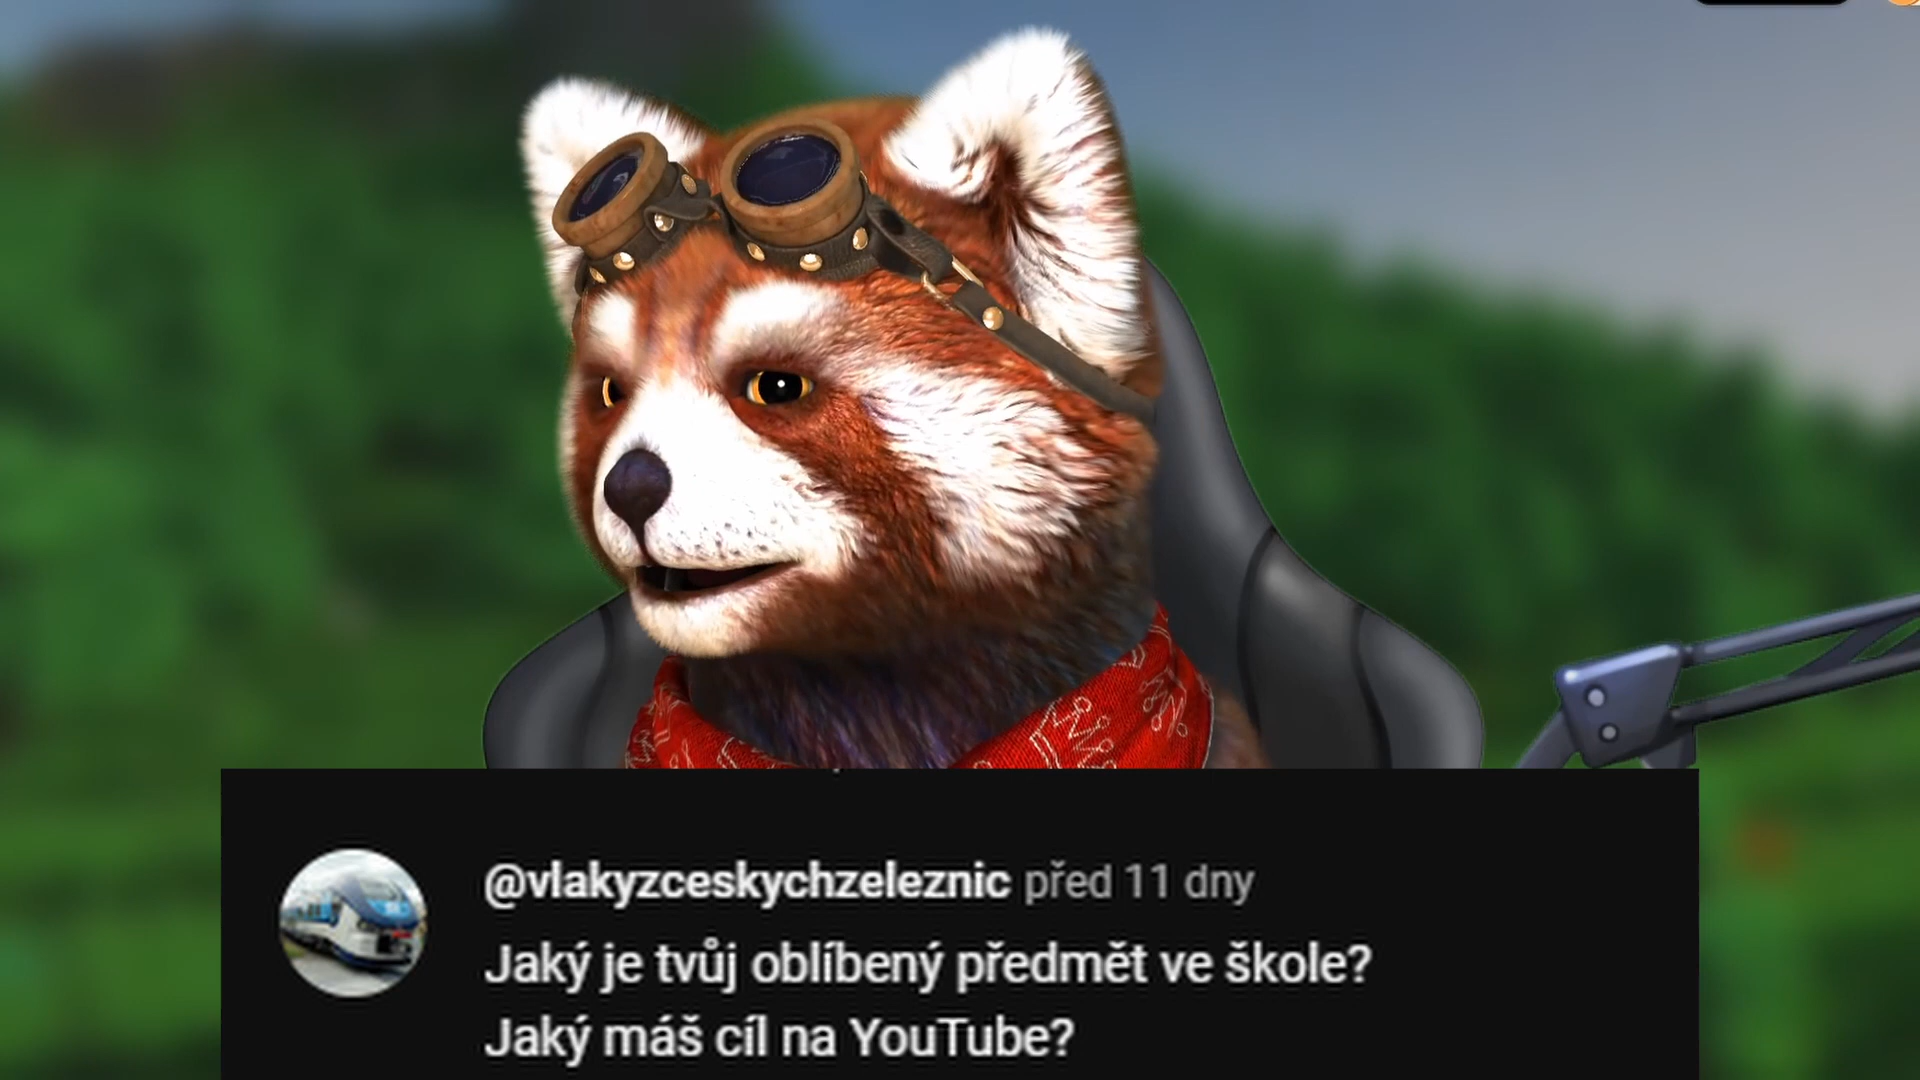 @vlakyzceskychzeleznic před 11 dny
Jaký je tvůj oblíbený předmět ve škole?
Jaký máš cíl na YouTube?